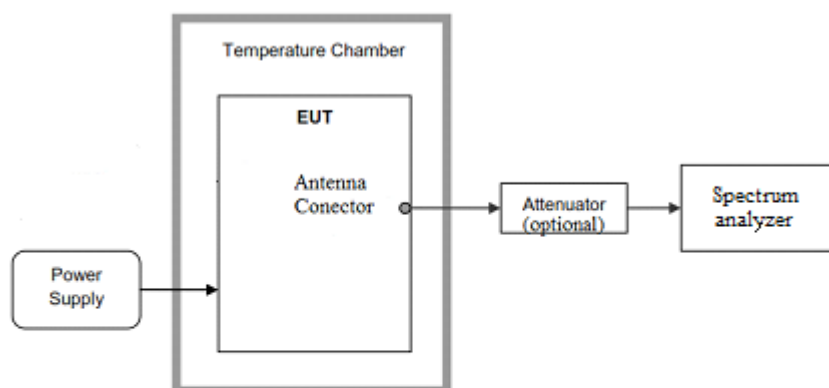 Temperature Chamber
EUT
Antenna
Conector
Attenuator
(optional)
Spectrum
analyzer
Power
Supply